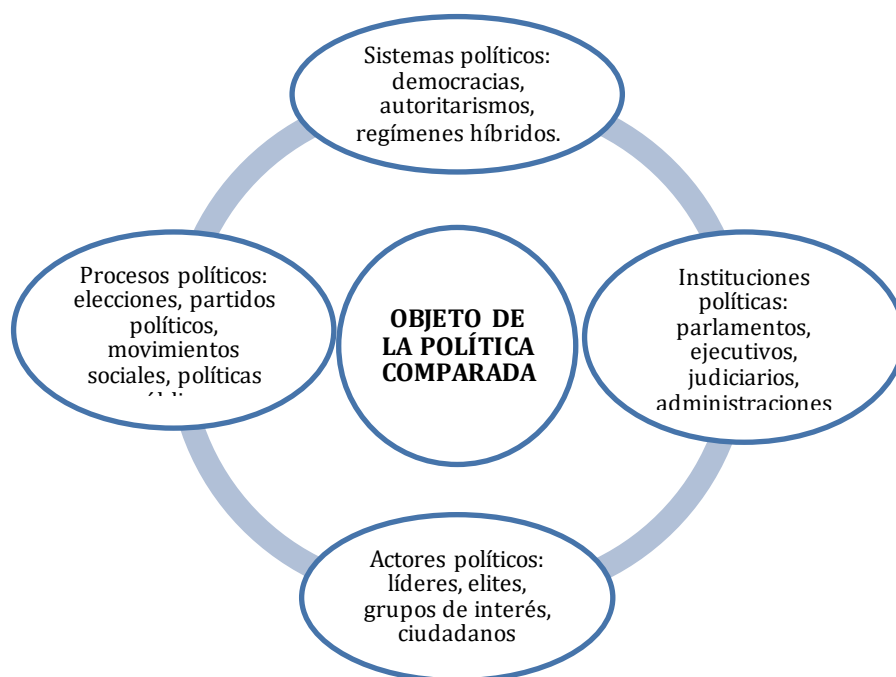 Sistemas políticos:
democracias,
autoritarismos,
regímenes híbridos.
Procesos políticos:
elecciones, partidos
políticos,
movimientos
sociales, políticas
OBJETO DE
LA POLÍTICA
COMPARADA
Instituciones
políticas:
parlamentos,
ejecutivos,
judiciarios,
administraciones
Actores políticos:
líderes, elites,
grupos de interés,
ciudadanos